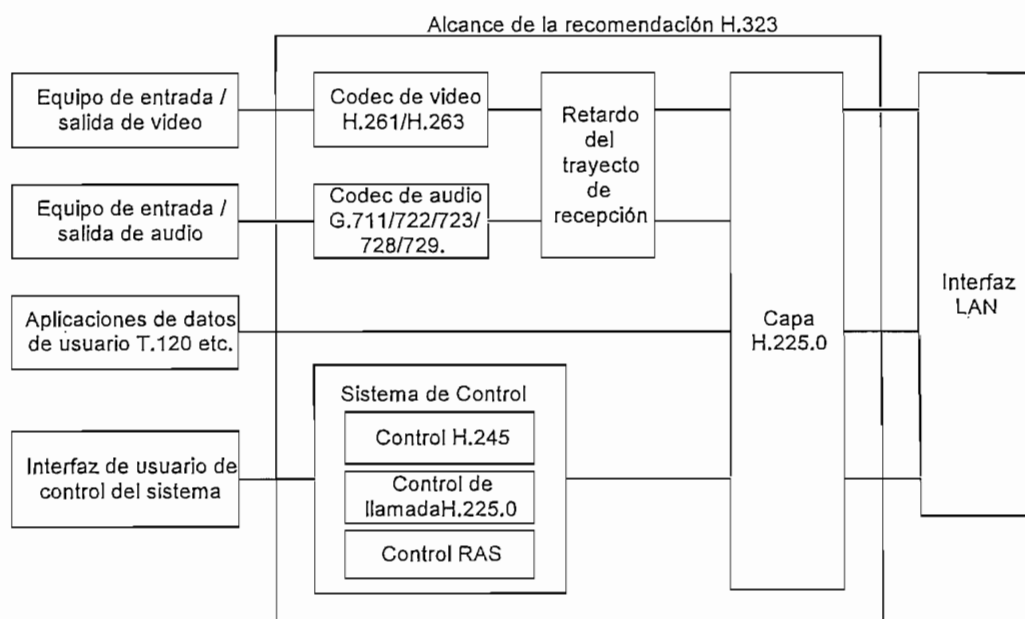 Alcance de la recomendación H.323
Equipo de entrada /
salida de video
Codec de video
H.261/H.263
Retardo
del
trayecto
de
recepción
Equipo de entrada /
salida de audio
Codec de audio
G.711/722/723/
728/729.
Aplicaciones de datos
de usuario T.120 etc.
Capa
H.225.0
Interfaz
LAN
Sistema de Control
Control H.245
Control de
llamadaH.225.0
Control RAS
Interfaz de usuario de
control del sistema